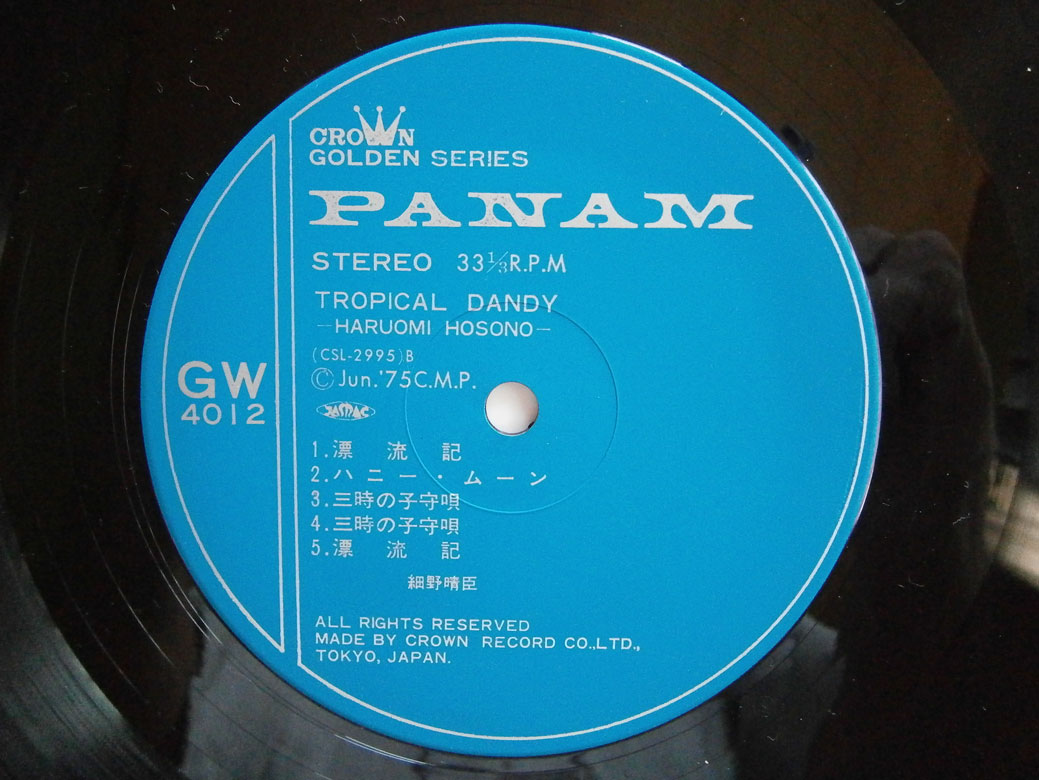 CROWN
GOLDEN SERIES
PANAM
STEREO 33⅓R.P.M
TROPICAL DANDY
—HARUOMI HOSONO—
(CSL-2995)B
Ⓒ Jun.'75C.M.P.
JASRAC
GW
4012
1.漂流記
2.ハニー・ムーン
3.三時の子守唄
4.三時の子守唄
5.漂流記
細野晴臣
ALL RIGHTS RESERVED
MADE BY CROWN RECORD CO.,LTD.,
TOKYO, JAPAN.